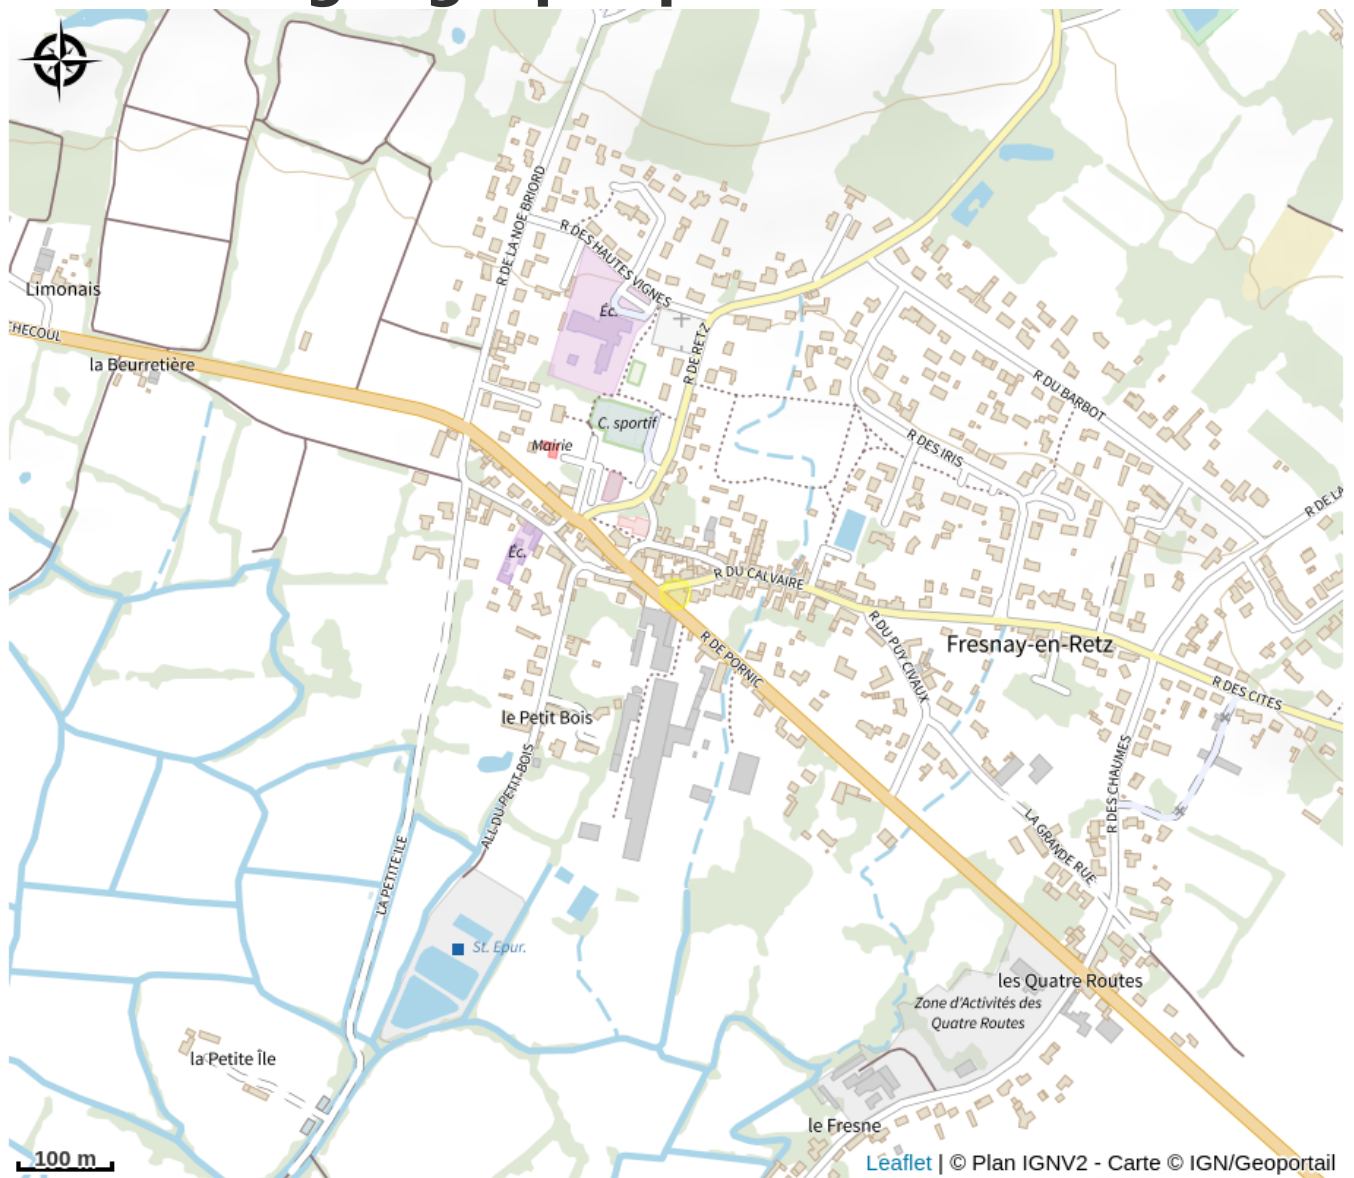 R DE LA NOE BRIORD
R DES HAUTES VIGNES
Limonais
Éc.
CHECOUL
R DE RETZ
la Beurretière
R DU BARBOT
C. sportif
Mairie
R DES IRIS
R DE LA
Éc.
R DU CALVAIRE
R DU PUY CIVAUX
Fresnay-en-Retz
R DE PORNIC
R DES CITES
le Petit Bois
ALL DU PETIT-BOIS
R DES CHAUMES
LA GRANDE RUE
LA PETITE ILE
St. Epur.
les Quatre Routes
Zone d'Activités des
Quatre Routes
la Petite Île
le Fresne
100 m
Leaflet | © Plan IGNV2 - Carte © IGN/Geoportail